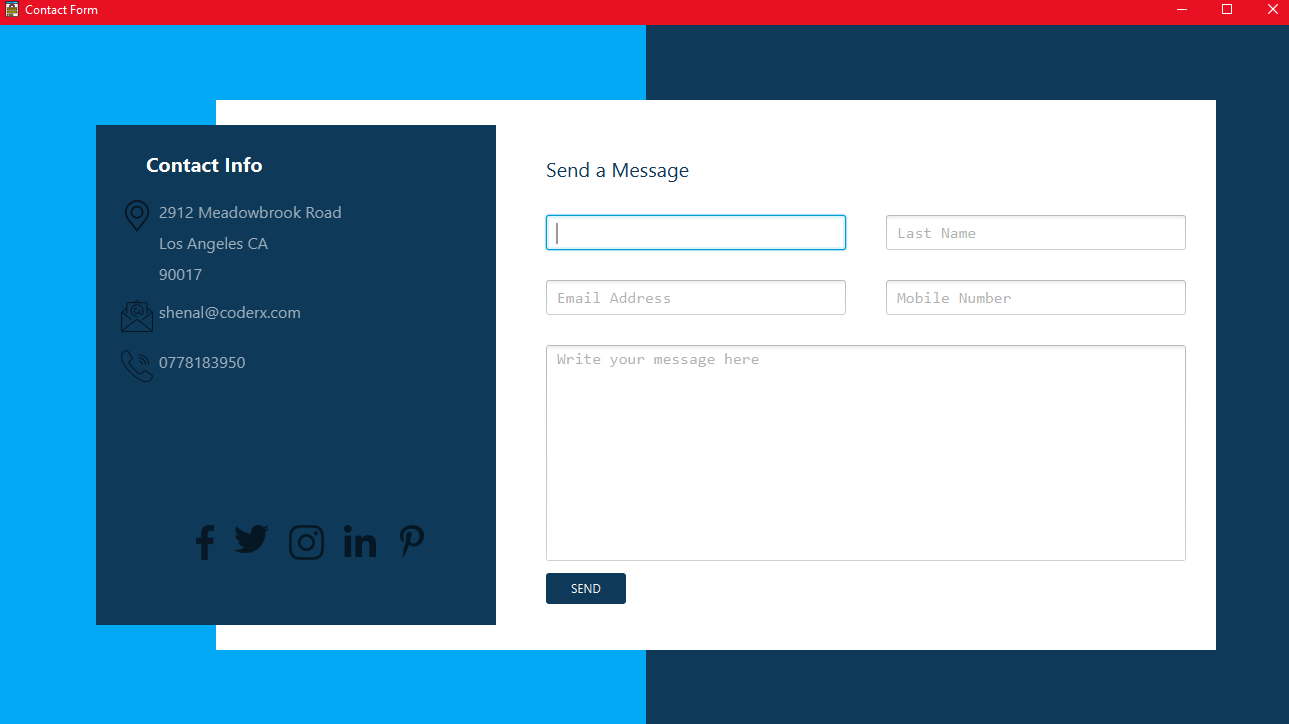 Contact Form
Contact Info
2912 Meadowbrook Road
Los Angeles CA
90017
shenal@coderx.com
0778183950
Send a Message
Last Name
Email Address
Mobile Number
Write your message here
SEND